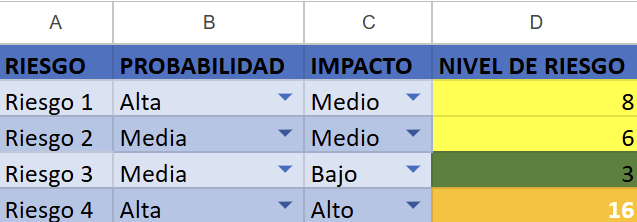 A B C D
RIESGO PROBABILIDAD IMPACTO NIVEL DE RIESGO
Riesgo 1 Alta Medio 8
Riesgo 2 Media Medio 6
Riesgo 3 Media Bajo 3
Riesgo 4 Alta Alto 16